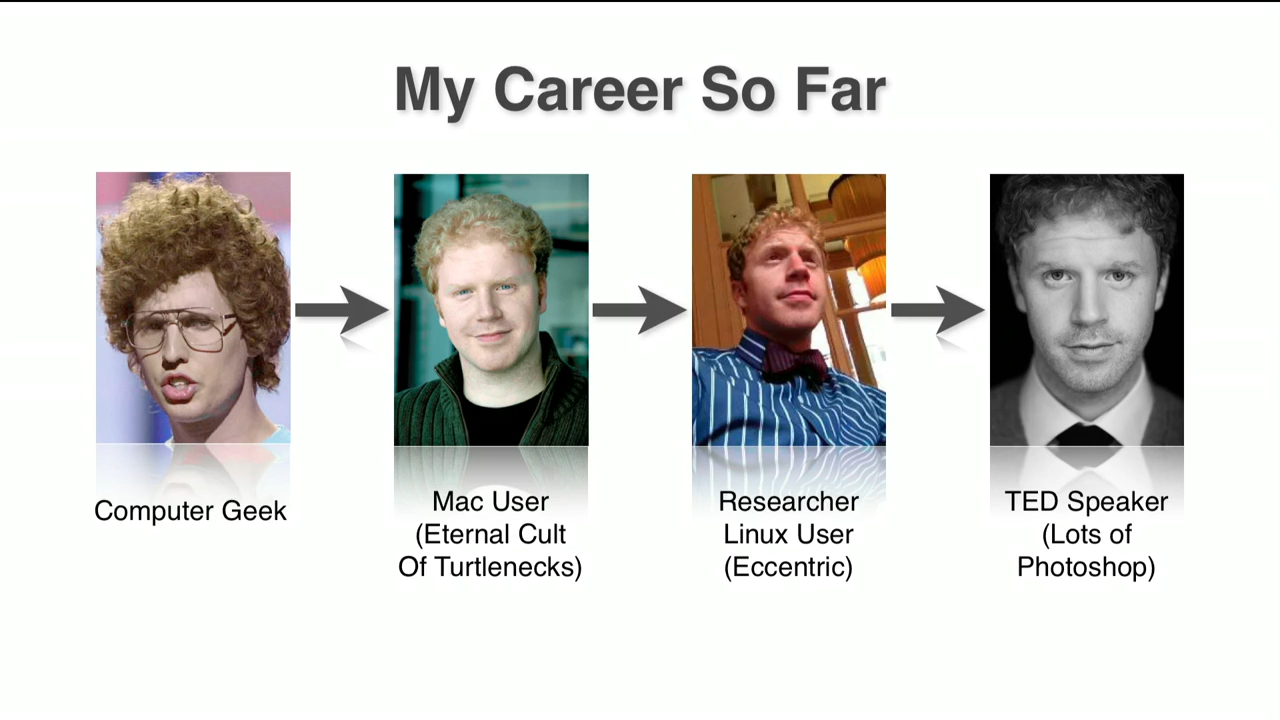 My Career So Far
Computer Geek
Mac User
(Eternal Cult
Of Turtlenecks)
Researcher
Linux User
(Eccentric)
TED Speaker
(Lots of
Photoshop)